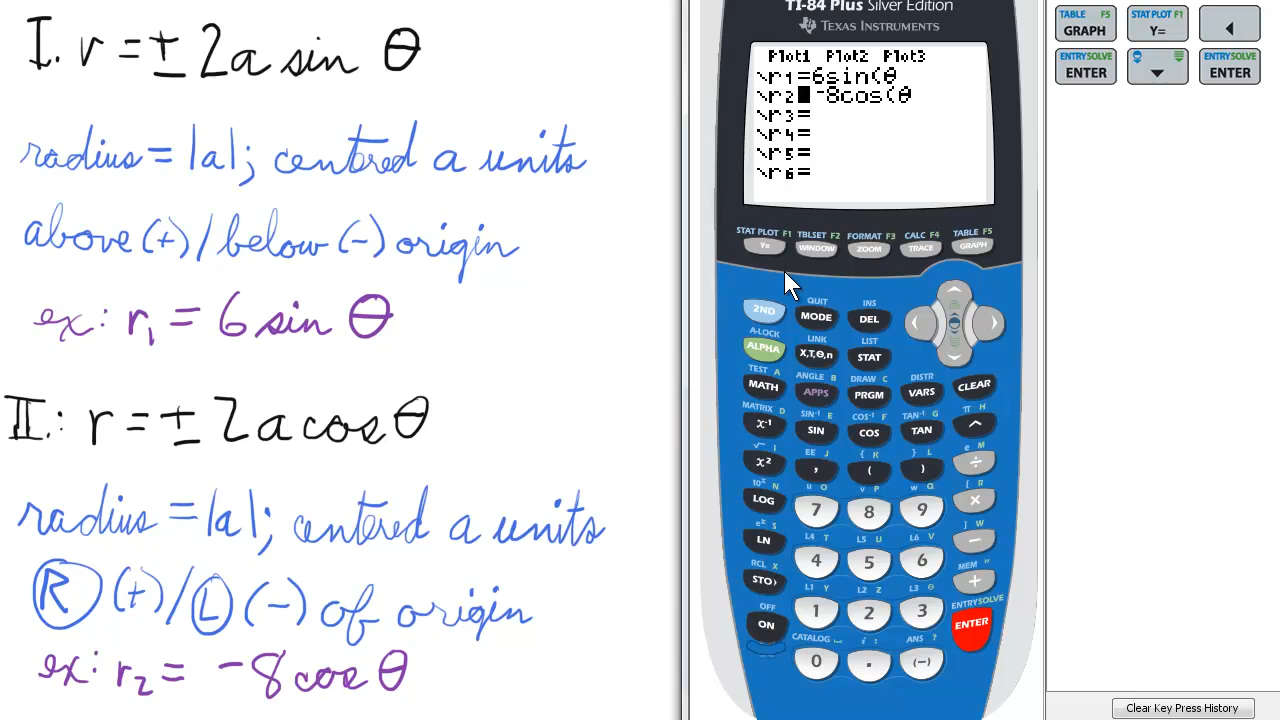 I. r = ± 2a sin θ
radius = |a|; centered a units
above (+) / below (-) origin
ex: r₁ = 6 sin θ
II: r = ± 2a cos θ
radius = |a|; centered a units
Ⓡ (+) / Ⓛ (-) of origin
ex: r₂ = -8 cos θ
TI-84 Plus Silver Edition
TEXAS INSTRUMENTS
Plot1 Plot2 Plot3
\r1=6sin(θ
\r2=-8cos(θ
\r3=
\r4=
\r5=
\r6=
STAT PLOT F1 TBLSET F2 FORMAT F3 CALC F4 TABLE F5
Y= WINDOW ZOOM TRACE GRAPH
QUIT INS
2ND MODE DEL
A-LOCK LINK LIST
ALPHA X,T,Θ,n STAT
TEST A ANGLE B DRAW C DISTR
MATH APPS PRGM VARS CLEAR
MATRIX D SIN⁻¹ E COS⁻¹ F TAN⁻¹ G π H
x⁻¹ SIN COS TAN ^
√ I EE J { K } L e M
x² , ( ) ÷
10ˣ N u O v P w Q [ R
LOG 7 8 9 ×
eˣ S L4 T L5 U L6 V ] W
LN 4 5 6 −
RCL X L1 Y L2 Z L3 Θ MEM "
STO› 1 2 3 +
OFF CATALOG ⎵ i : ANS ? ENTRY SOLVE
ON 0 . (−) ENTER
TABLE F5 STAT PLOT F1
GRAPH Y=
ENTRY SOLVE ENTRY SOLVE
ENTER ENTER
Clear Key Press History